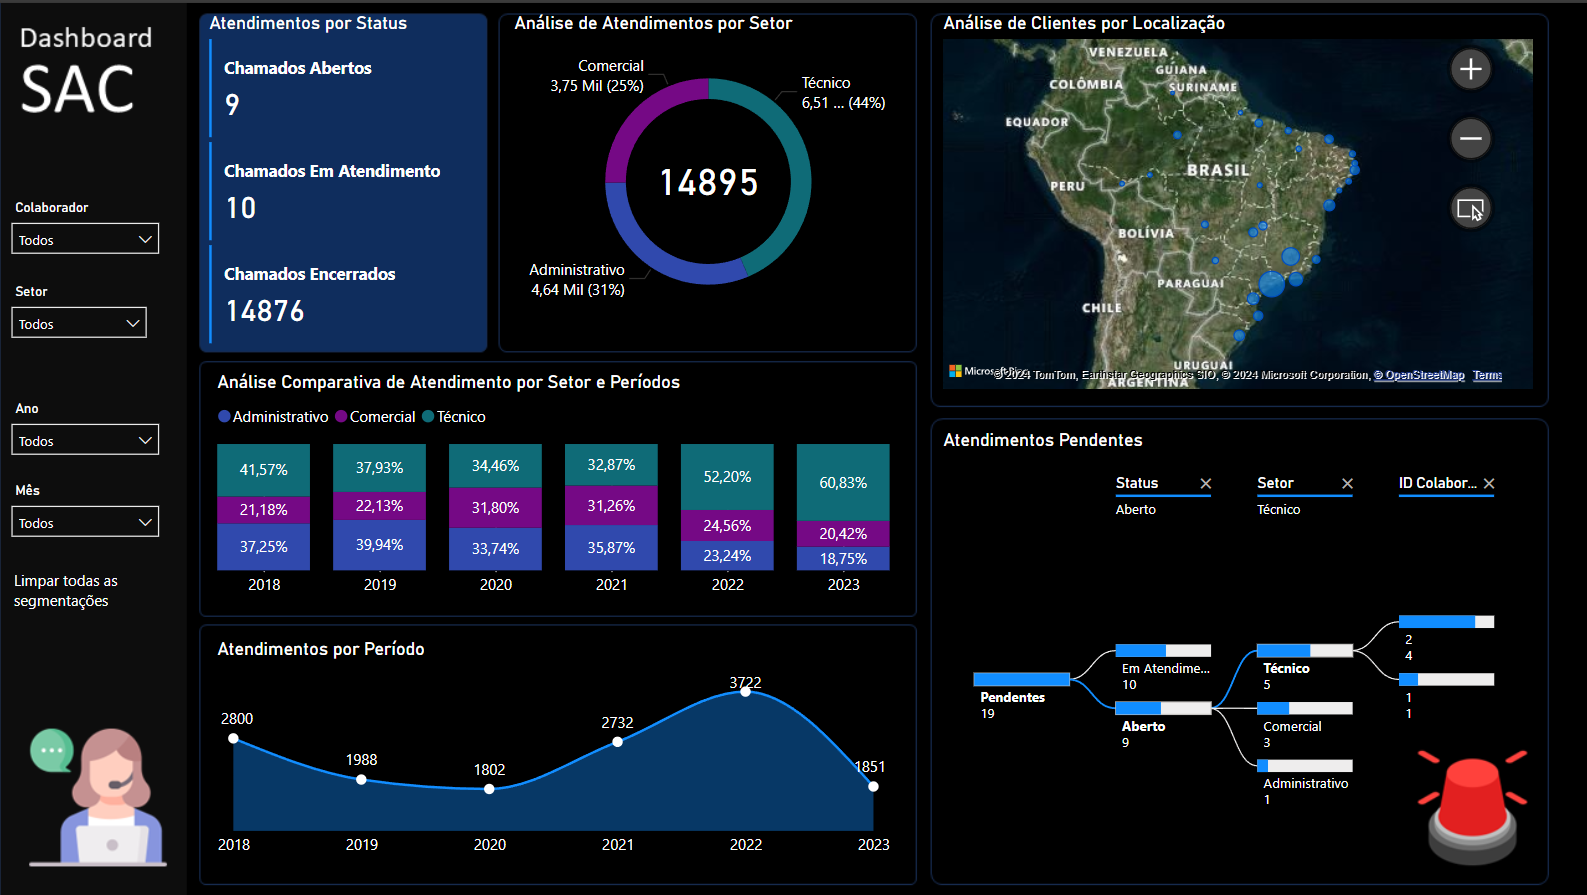 Dashboard
SAC
Colaborador
Todos
Setor
Todos
Ano
Todos
Mês
Todos
Limpar todas as
segmentações
Atendimentos por Status
Chamados Abertos
9
Chamados Em Atendimento
10
Chamados Encerrados
14876
Análise de Atendimentos por Setor
Comercial
3,75 Mil (25%)
Técnico
6,51 ... (44%)
14895
Administrativo
4,64 Mil (31%)
Análise Comparativa de Atendimento por Setor e Períodos
Administrativo Comercial Técnico
41,57% 37,93% 34,46% 32,87% 52,20% 60,83%
21,18% 22,13% 31,80% 31,26% 24,56% 20,42%
37,25% 39,94% 33,74% 35,87% 23,24% 18,75%
2018 2019 2020 2021 2022 2023
Atendimentos por Período
2800 1988 1802 2732 3722 1851
2018 2019 2020 2021 2022 2023
Análise de Clientes por Localização
VENEZUELA
GUIANA
COLÔMBIA
SURINAME
EQUADOR
BRASIL
PERU
BOLÍVIA
PARAGUAI
CHILE
URUGUAI
ARGENTINA
© 2024 TomTom, Earthstar Geographics SIO, © 2024 Microsoft Corporation, © OpenStreetMap Terms
Atendimentos Pendentes
Status Setor ID Colabor...
Aberto Técnico
Pendentes
19
Em Atendime...
10
Aberto
9
Técnico
5
Comercial
3
Administrativo
1
2
4
1
1